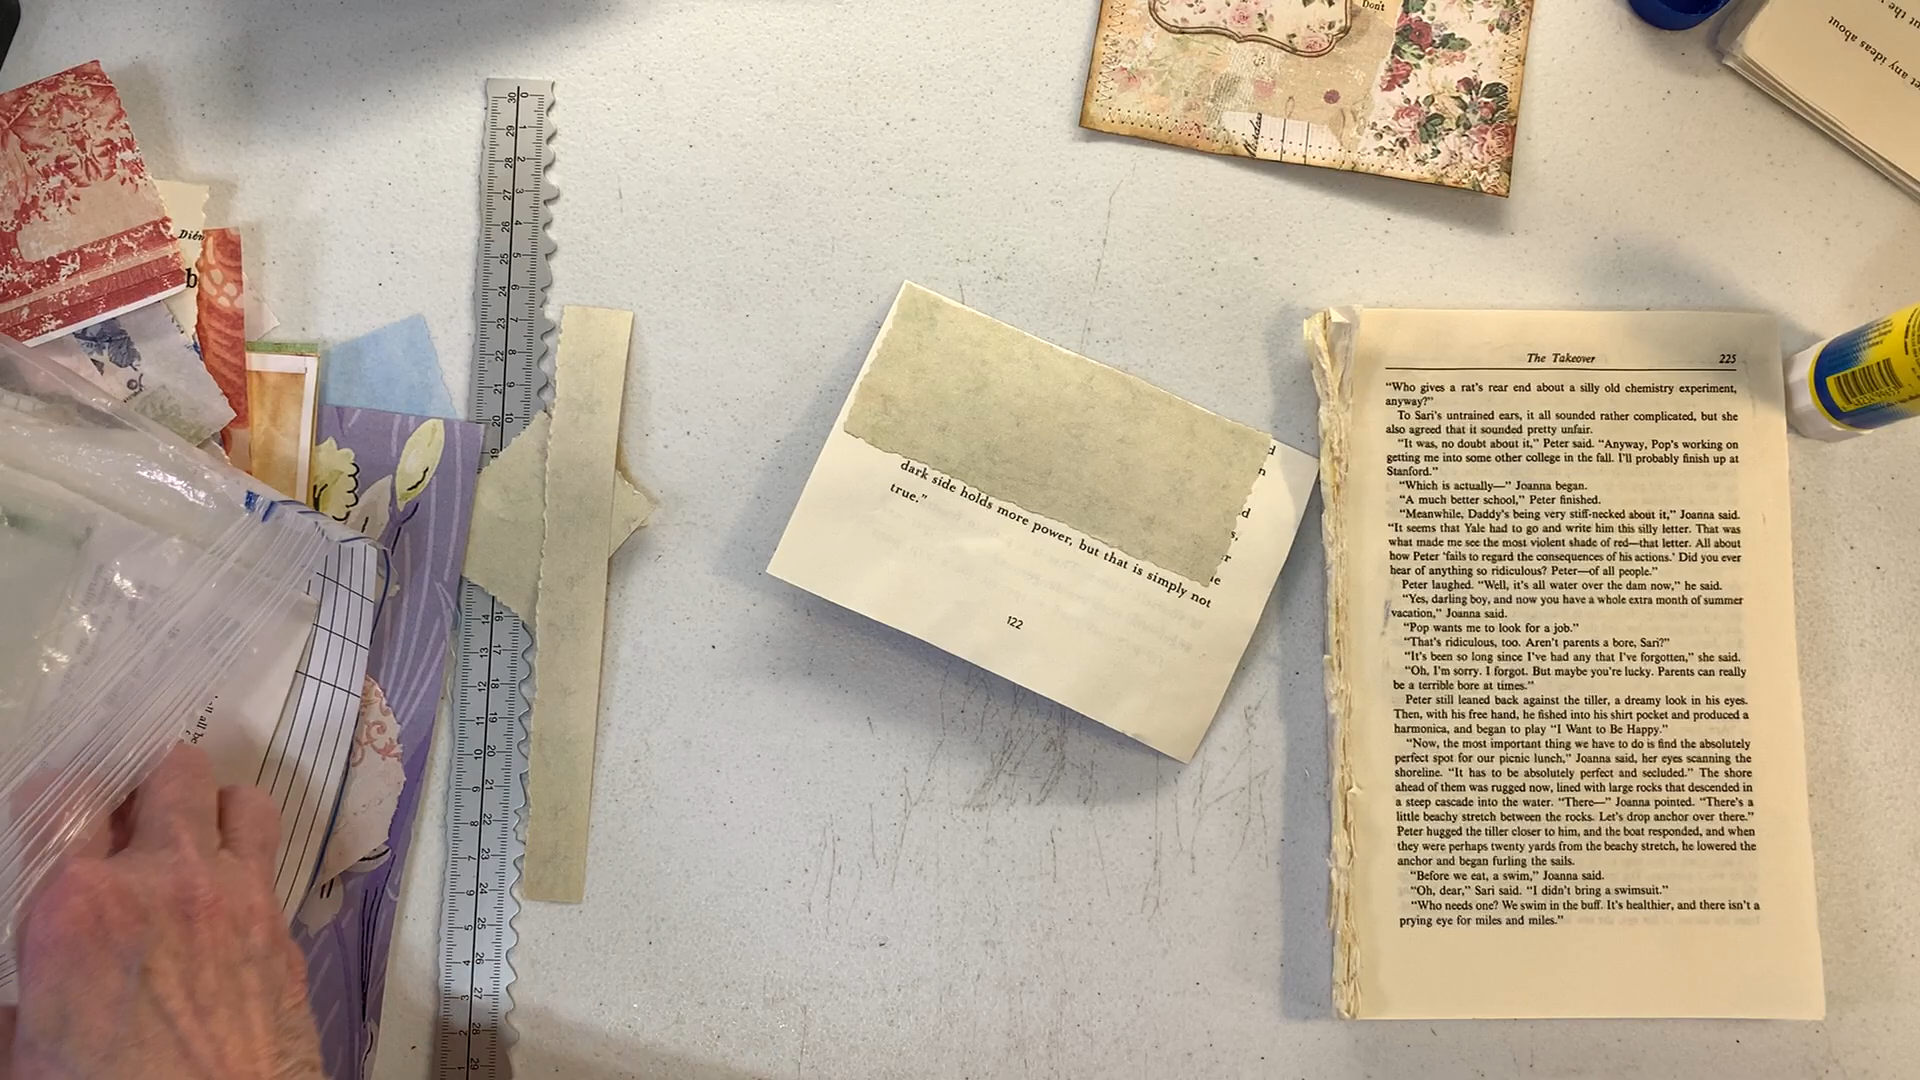 Don't
any ideas about
Dién
b
dark side holds more power, but that is simply not
true.”
122
The Takeover 225
“Who gives a rat's rear end about a silly old chemistry experiment,
anyway?”
To Sari's untrained ears, it all sounded rather complicated, but she
also agreed that it sounded pretty unfair.
“It was, no doubt about it,” Peter said. “Anyway, Pop's working on
getting me into some other college in the fall. I'll probably finish up at
Stanford.”
“Which is actually—” Joanna began.
“A much better school,” Peter finished.
“Meanwhile, Daddy's being very stiff-necked about it,” Joanna said.
“It seems that Yale had to go and write him this silly letter. That was
what made me see the most violent shade of red—that letter. All about
how Peter ‘fails to regard the consequences of his actions.’ Did you ever
hear of anything so ridiculous? Peter—of all people.”
Peter laughed. “Well, it's all water over the dam now,” he said.
“Yes, darling boy, and now you have a whole extra month of summer
vacation,” Joanna said.
“Pop wants me to look for a job.”
“That's ridiculous, too. Aren't parents a bore, Sari?”
“It's been so long since I've had any that I've forgotten,” she said.
“Oh, I'm sorry. I forgot. But maybe you're lucky. Parents can really
be a terrible bore at times.”
Peter still leaned back against the tiller, a dreamy look in his eyes.
Then, with his free hand, he fished into his shirt pocket and produced a
harmonica, and began to play “I Want to Be Happy.”
“Now, the most important thing we have to do is find the absolutely
perfect spot for our picnic lunch,” Joanna said, her eyes scanning the
shoreline. “It has to be absolutely perfect and secluded.” The shore
ahead of them was rugged now, lined with large rocks that descended in
a steep cascade into the water. “There—” Joanna pointed. “There's a
little beachy stretch between the rocks. Let's drop anchor over there.”
Peter hugged the tiller closer to him, and the boat responded, and when
they were perhaps twenty yards from the beachy stretch, he lowered the
anchor and began furling the sails.
“Before we eat, a swim,” Joanna said.
“Oh, dear,” Sari said. “I didn't bring a swimsuit.”
“Who needs one? We swim in the buff. It's healthier, and there isn't a
prying eye for miles and miles.”